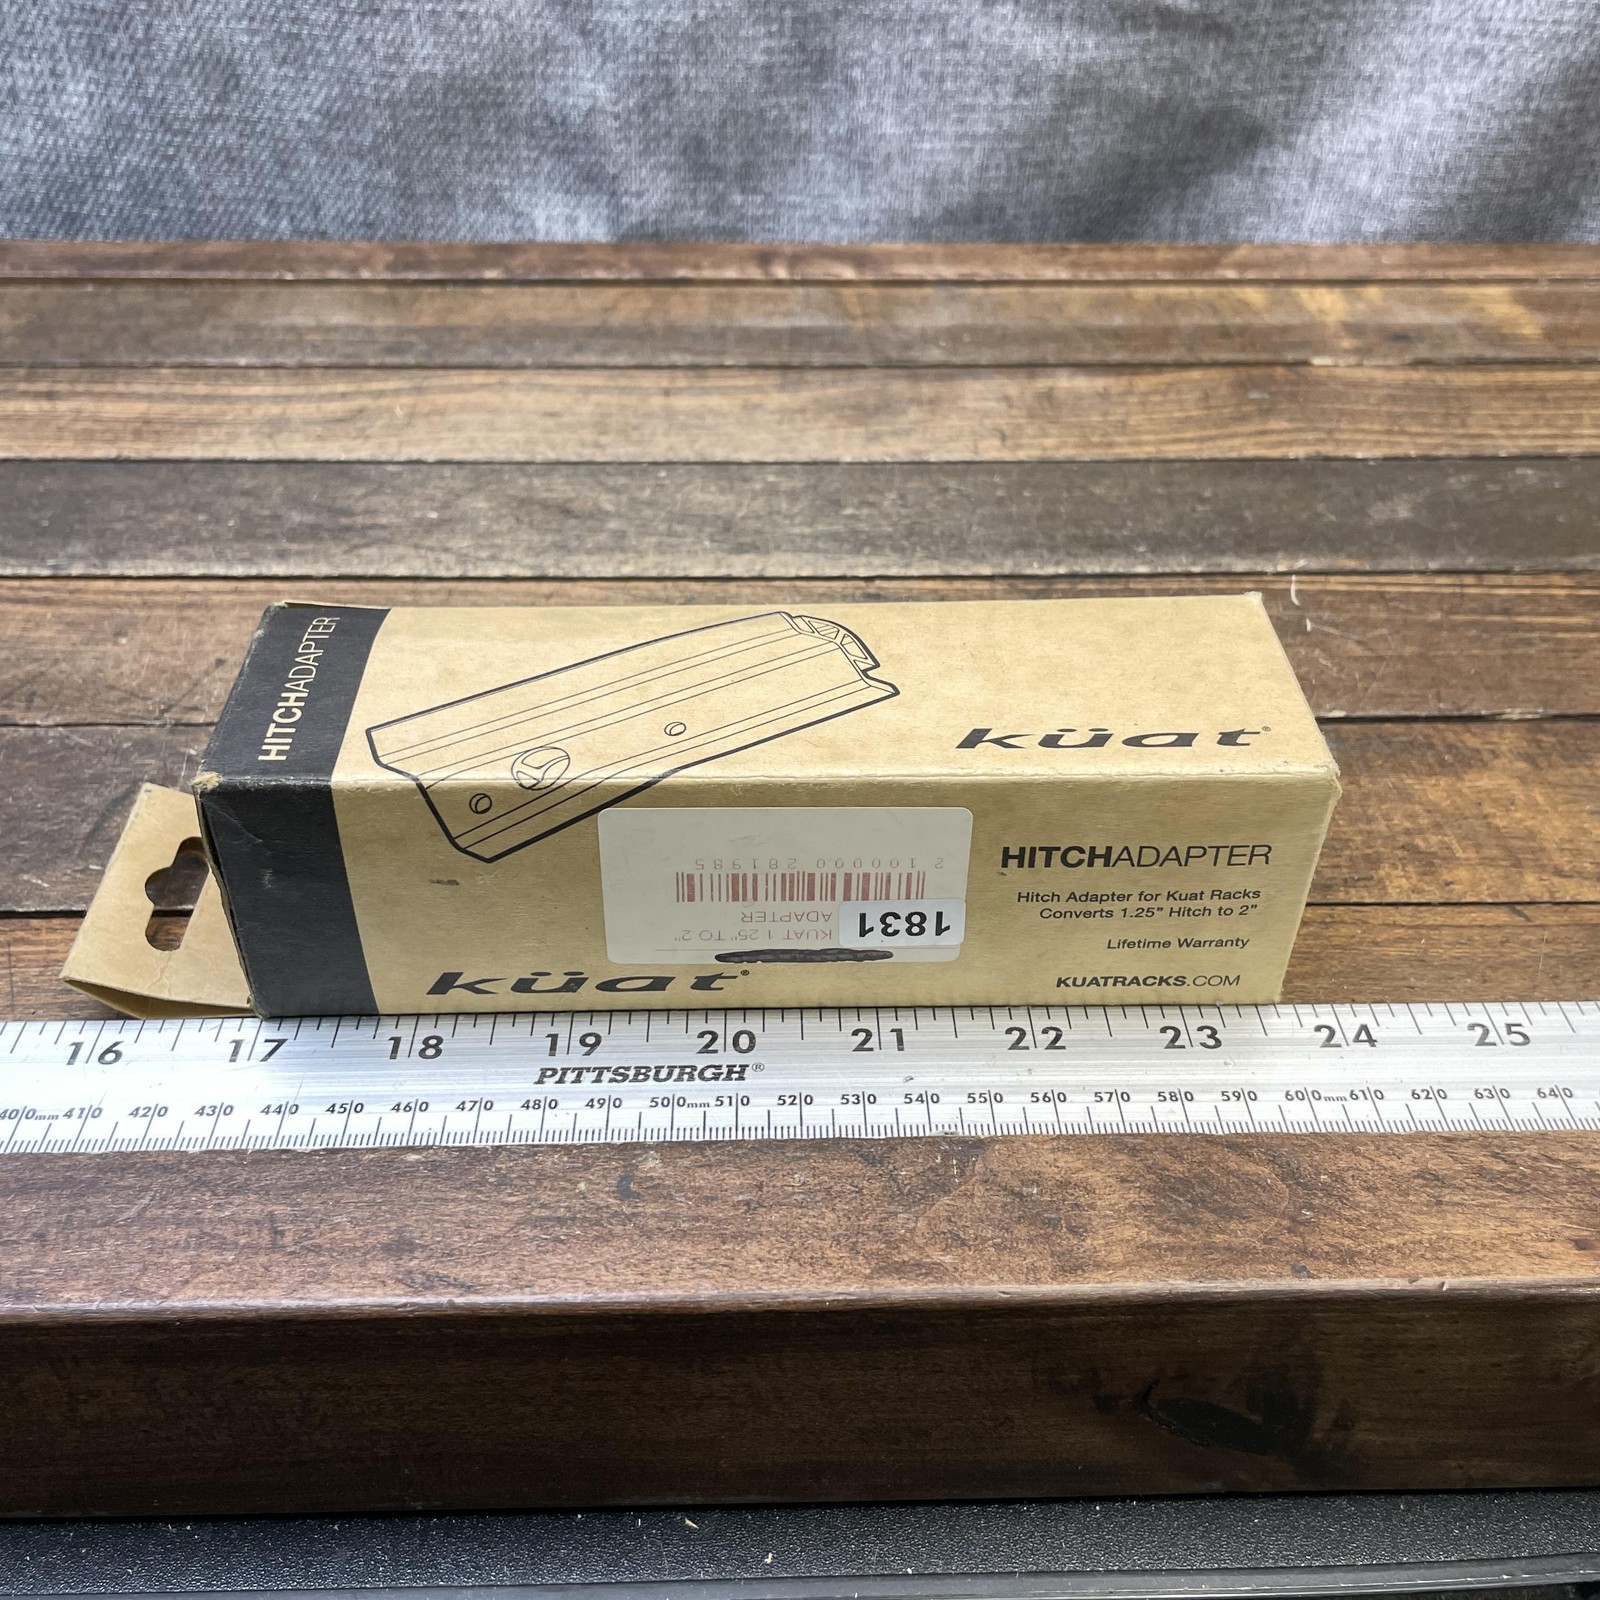 HITCHADAPTER
küat®
2 100000 281985
KUAT 1.25" TO 2"
ADAPTER
1831
küat®
HITCHADAPTER
Hitch Adapter for Kuat Racks
Converts 1.25” Hitch to 2”
Lifetime Warranty
KUATRACKS.COM
16 17 18 19 20 21 22 23 24 25
PITTSBURGH®
40|0mm 41|0 42|0 43|0 44|0 45|0 46|0 47|0 48|0 49|0 50|0mm 51|0 52|0 53|0 54|0 55|0 56|0 57|0 58|0 59|0 60|0mm 61|0 62|0 63|0 64|0